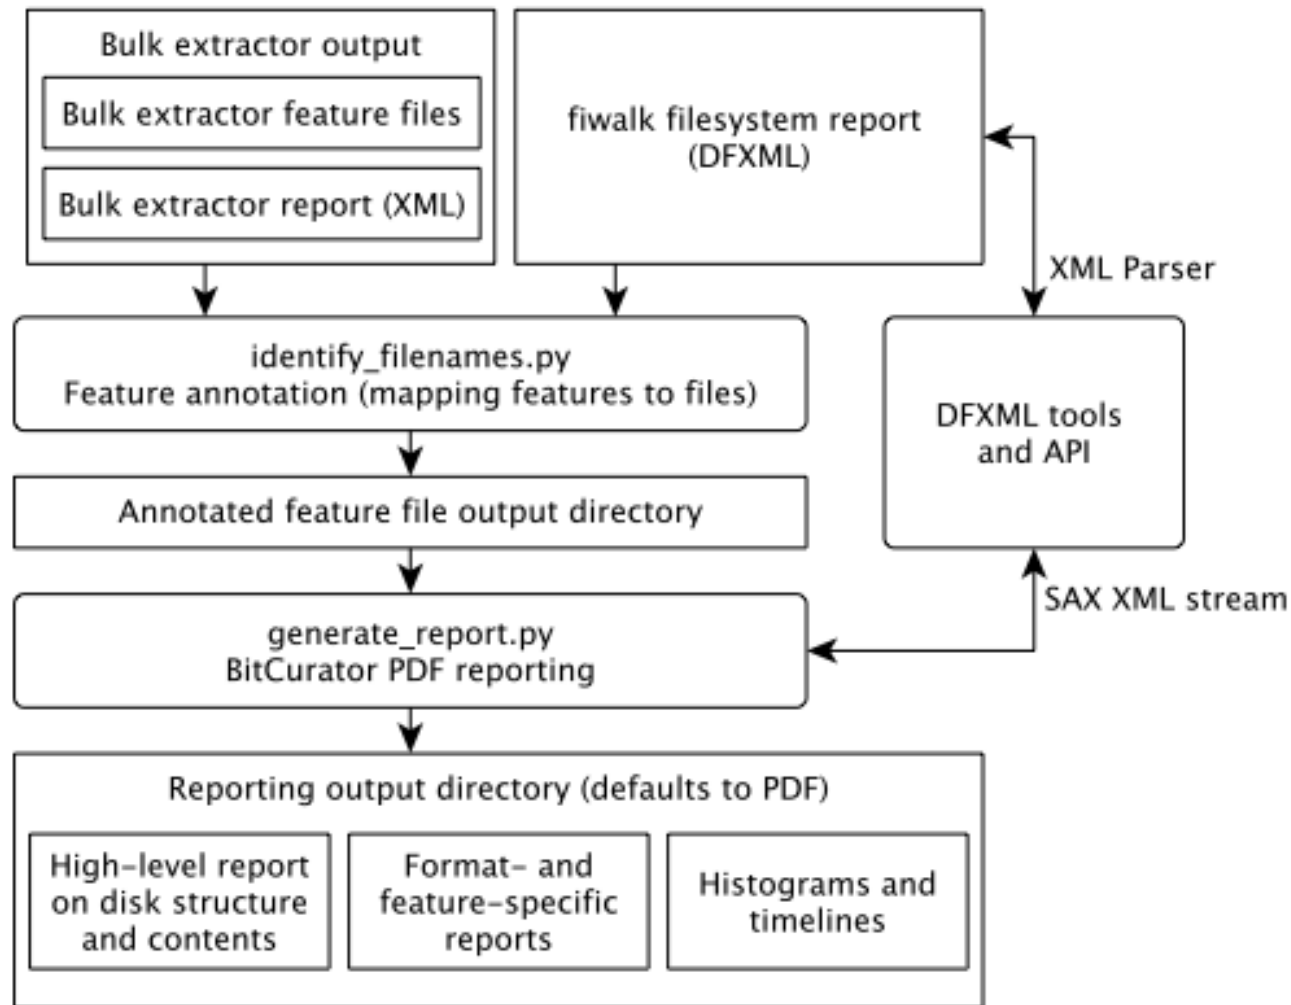 Bulk extractor output
Bulk extractor feature files
Bulk extractor report (XML)
fiwalk filesystem report
(DFXML)
XML Parser
identify_filenames.py
Feature annotation (mapping features to files)
DFXML tools
and API
Annotated feature file output directory
SAX XML stream
generate_report.py
BitCurator PDF reporting
Reporting output directory (defaults to PDF)
High-level report
on disk structure
and contents
Format- and
feature-specific
reports
Histograms and
timelines